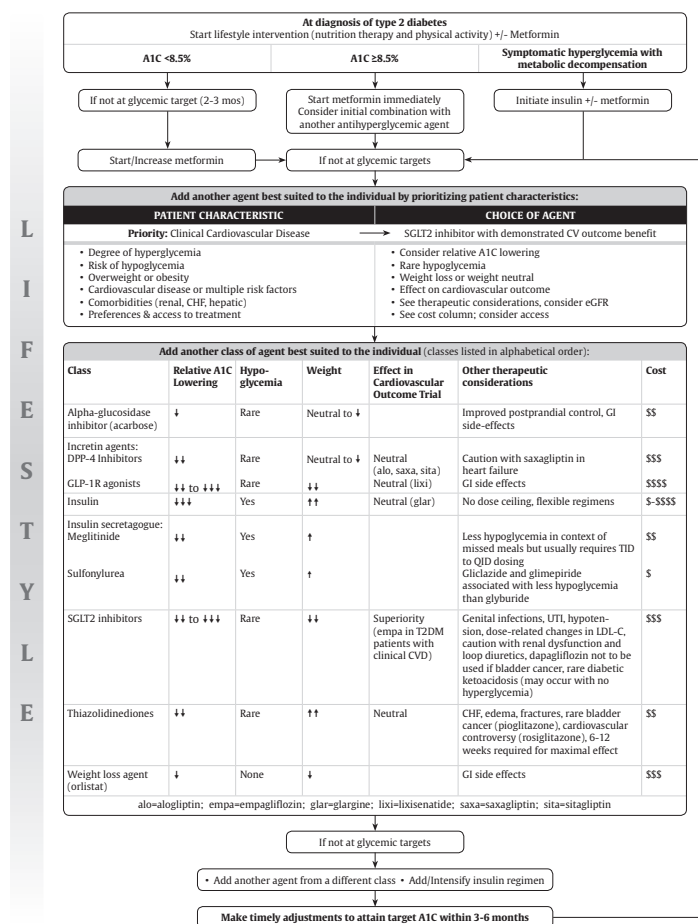 At diagnosis of type 2 diabetes
Start lifestyle intervention (nutrition therapy and physical activity) +/- Metformin
A1C <8.5%
A1C ≥8.5%
Symptomatic hyperglycemia with
metabolic decompensation
If not at glycemic target (2-3 mos)
Start metformin immediately
Consider initial combination with
another antihyperglycemic agent
Initiate insulin +/- metformin
Start/Increase metformin
If not at glycemic targets
LIFESTYLE
Add another agent best suited to the individual by prioritizing patient characteristics:
PATIENT CHARACTERISTIC
CHOICE OF AGENT
Priority: Clinical Cardiovascular Disease
SGLT2 inhibitor with demonstrated CV outcome benefit
• Degree of hyperglycemia
• Risk of hypoglycemia
• Overweight or obesity
• Cardiovascular disease or multiple risk factors
• Comorbidities (renal, CHF, hepatic)
• Preferences & access to treatment
• Consider relative A1C lowering
• Rare hypoglycemia
• Weight loss or weight neutral
• Effect on cardiovascular outcome
• See therapeutic considerations, consider eGFR
• See cost column; consider access
Add another class of agent best suited to the individual (classes listed in alphabetical order):
Class
Relative A1C
Lowering
Hypo-
glycemia
Weight
Effect in
Cardiovascular
Outcome Trial
Other therapeutic
considerations
Cost
Alpha-glucosidase
inhibitor (acarbose)
↓
Rare
Neutral to ↓
Improved postprandial control, GI
side-effects
$$
Incretin agents:
DPP-4 Inhibitors
↓↓
Rare
Neutral to ↓
Neutral
(alo, saxa, sita)
Caution with saxagliptin in
heart failure
$$$
GLP-1R agonists
↓↓ to ↓↓↓
Rare
↓↓
Neutral (lixi)
GI side effects
$$$$
Insulin
↓↓↓
Yes
↑↑
Neutral (glar)
No dose ceiling, flexible regimens
$-$$$$
Insulin secretagogue:
Meglitinide
↓↓
Yes
↑
Less hypoglycemia in context of
missed meals but usually requires TID
to QID dosing
$$
Sulfonylurea
↓↓
Yes
↑
Gliclazide and glimepiride
associated with less hypoglycemia
than glyburide
$
SGLT2 inhibitors
↓↓ to ↓↓↓
Rare
↓↓
Superiority
(empa in T2DM
patients with
clinical CVD)
Genital infections, UTI, hypoten-
sion, dose-related changes in LDL-C,
caution with renal dysfunction and
loop diuretics, dapagliflozin not to be
used if bladder cancer, rare diabetic
ketoacidosis (may occur with no
hyperglycemia)
$$$
Thiazolidinediones
↓↓
Rare
↑↑
Neutral
CHF, edema, fractures, rare bladder
cancer (pioglitazone), cardiovascular
controversy (rosiglitazone), 6-12
weeks required for maximal effect
$$
Weight loss agent
(orlistat)
↓
None
↓
GI side effects
$$$
alo=alogliptin; empa=empagliflozin; glar=glargine; lixi=lixisenatide; saxa=saxagliptin; sita=sitagliptin
If not at glycemic targets
• Add another agent from a different class • Add/Intensify insulin regimen
Make timely adjustments to attain target A1C within 3-6 months